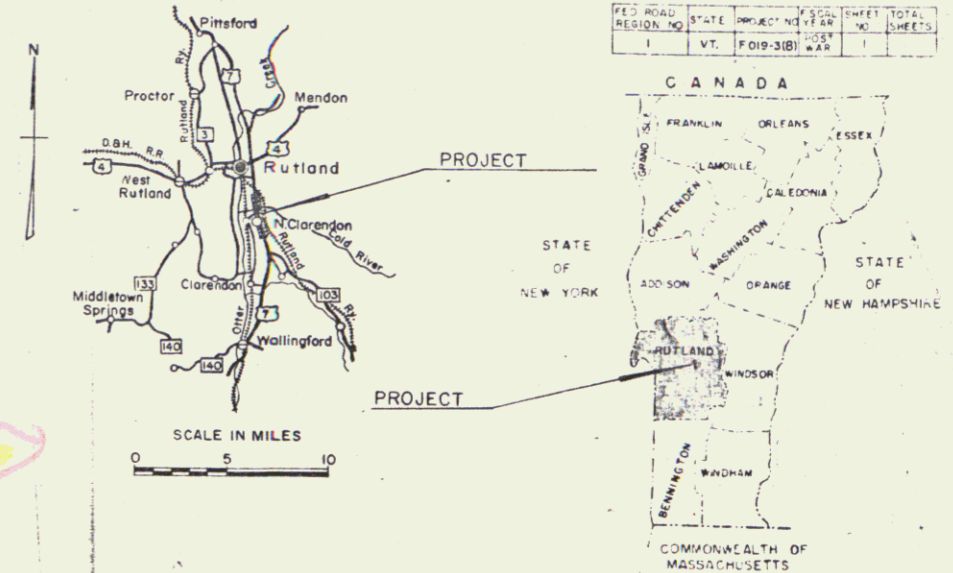 FED ROAD REGION NO
STATE
PROJECT NO
FISCAL YEAR
SHEET NO
TOTAL SHEETS
1
VT.
F019-3(8)
POST WAR
1
N
Pittsford
Ry.
7
Creek
Proctor
Mendon
Rutland
3
D.&H. R.R.
4
4
Rutland
West Rutland
PROJECT
N. Clarendon
Rutland
Cold River
133
Clarendon
Middletown Springs
7
103
Ry.
Otter
140
Wallingford
140
SCALE IN MILES
0 5 10
PROJECT
CANADA
GRAND ISLE
FRANKLIN
ORLEANS
ESSEX
LAMOILLE
CALEDONIA
CHITTENDEN
WASHINGTON
STATE
OF
NEW YORK
ADDISON
ORANGE
STATE
OF
NEW HAMPSHIRE
RUTLAND
WINDSOR
BENNINGTON
WINDHAM
COMMONWEALTH OF
MASSACHUSETTS